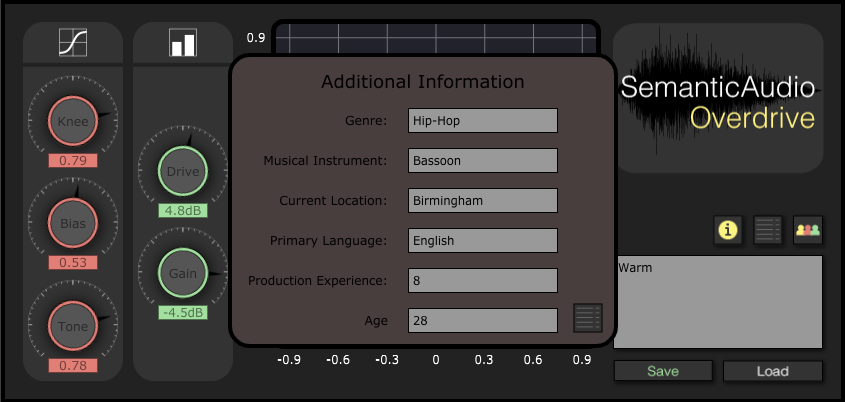 Knee
0.79
Bias
0.53
Tone
0.78
Drive
4.8dB
Gain
-4.5dB
0.9
Additional Information
Genre: Hip-Hop
Musical Instrument: Bassoon
Current Location: Birmingham
Primary Language: English
Production Experience: 8
Age 28
-0.9 -0.6 -0.3 0 0.3 0.6 0.9
SemanticAudio
Overdrive
i
Warm
Save Load